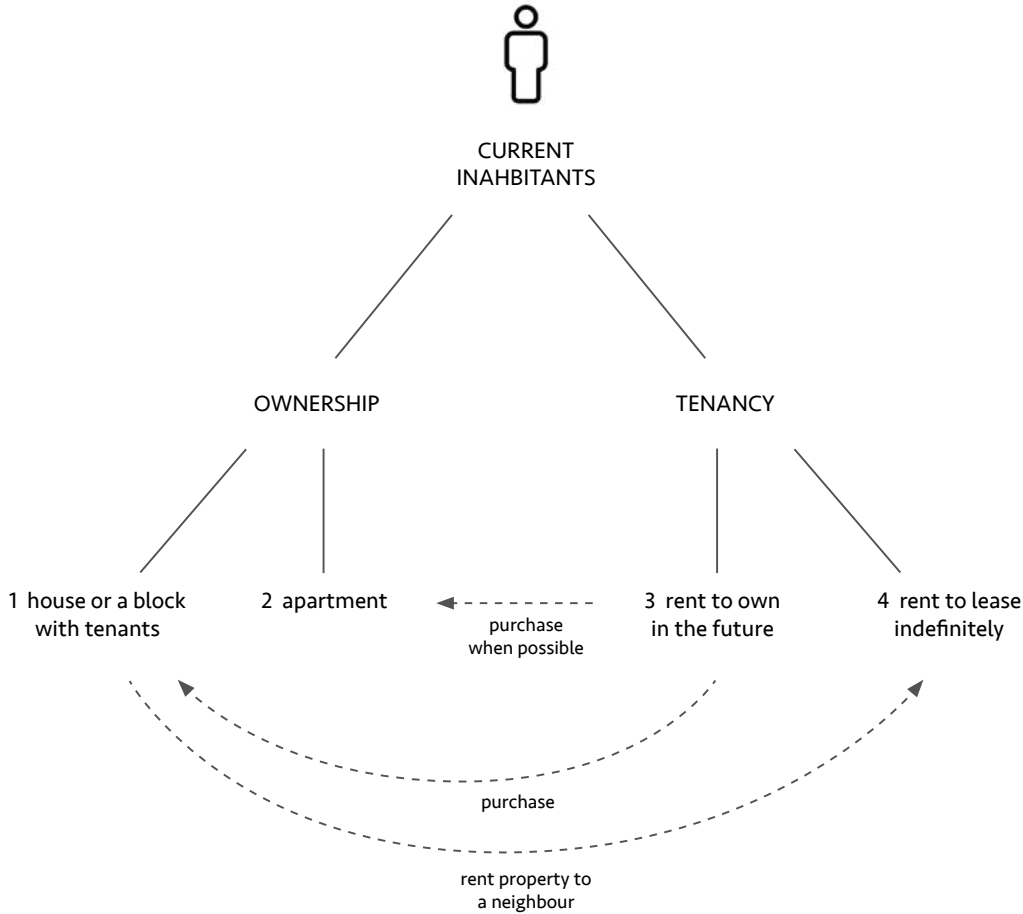 CURRENT
INAHBITANTS
OWNERSHIP
TENANCY
1 house or a block
with tenants
2 apartment
purchase
when possible
3 rent to own
in the future
4 rent to lease
indefinitely
purchase
rent property to
a neighbour